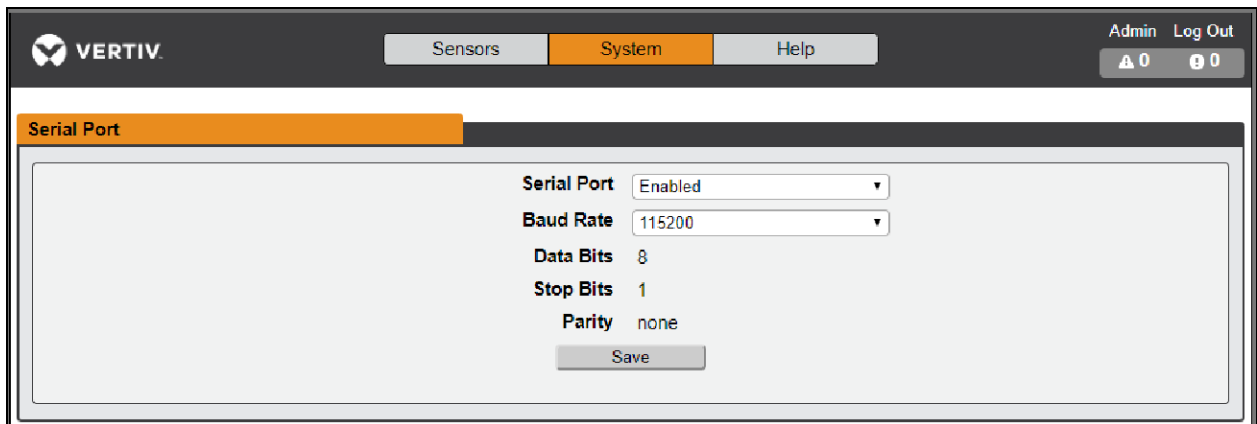 Admin Log Out
VERTIV. Sensors System Help
0 0
Serial Port
Serial Port Enabled
Baud Rate 115200
Data Bits 8
Stop Bits 1
Parity none
Save